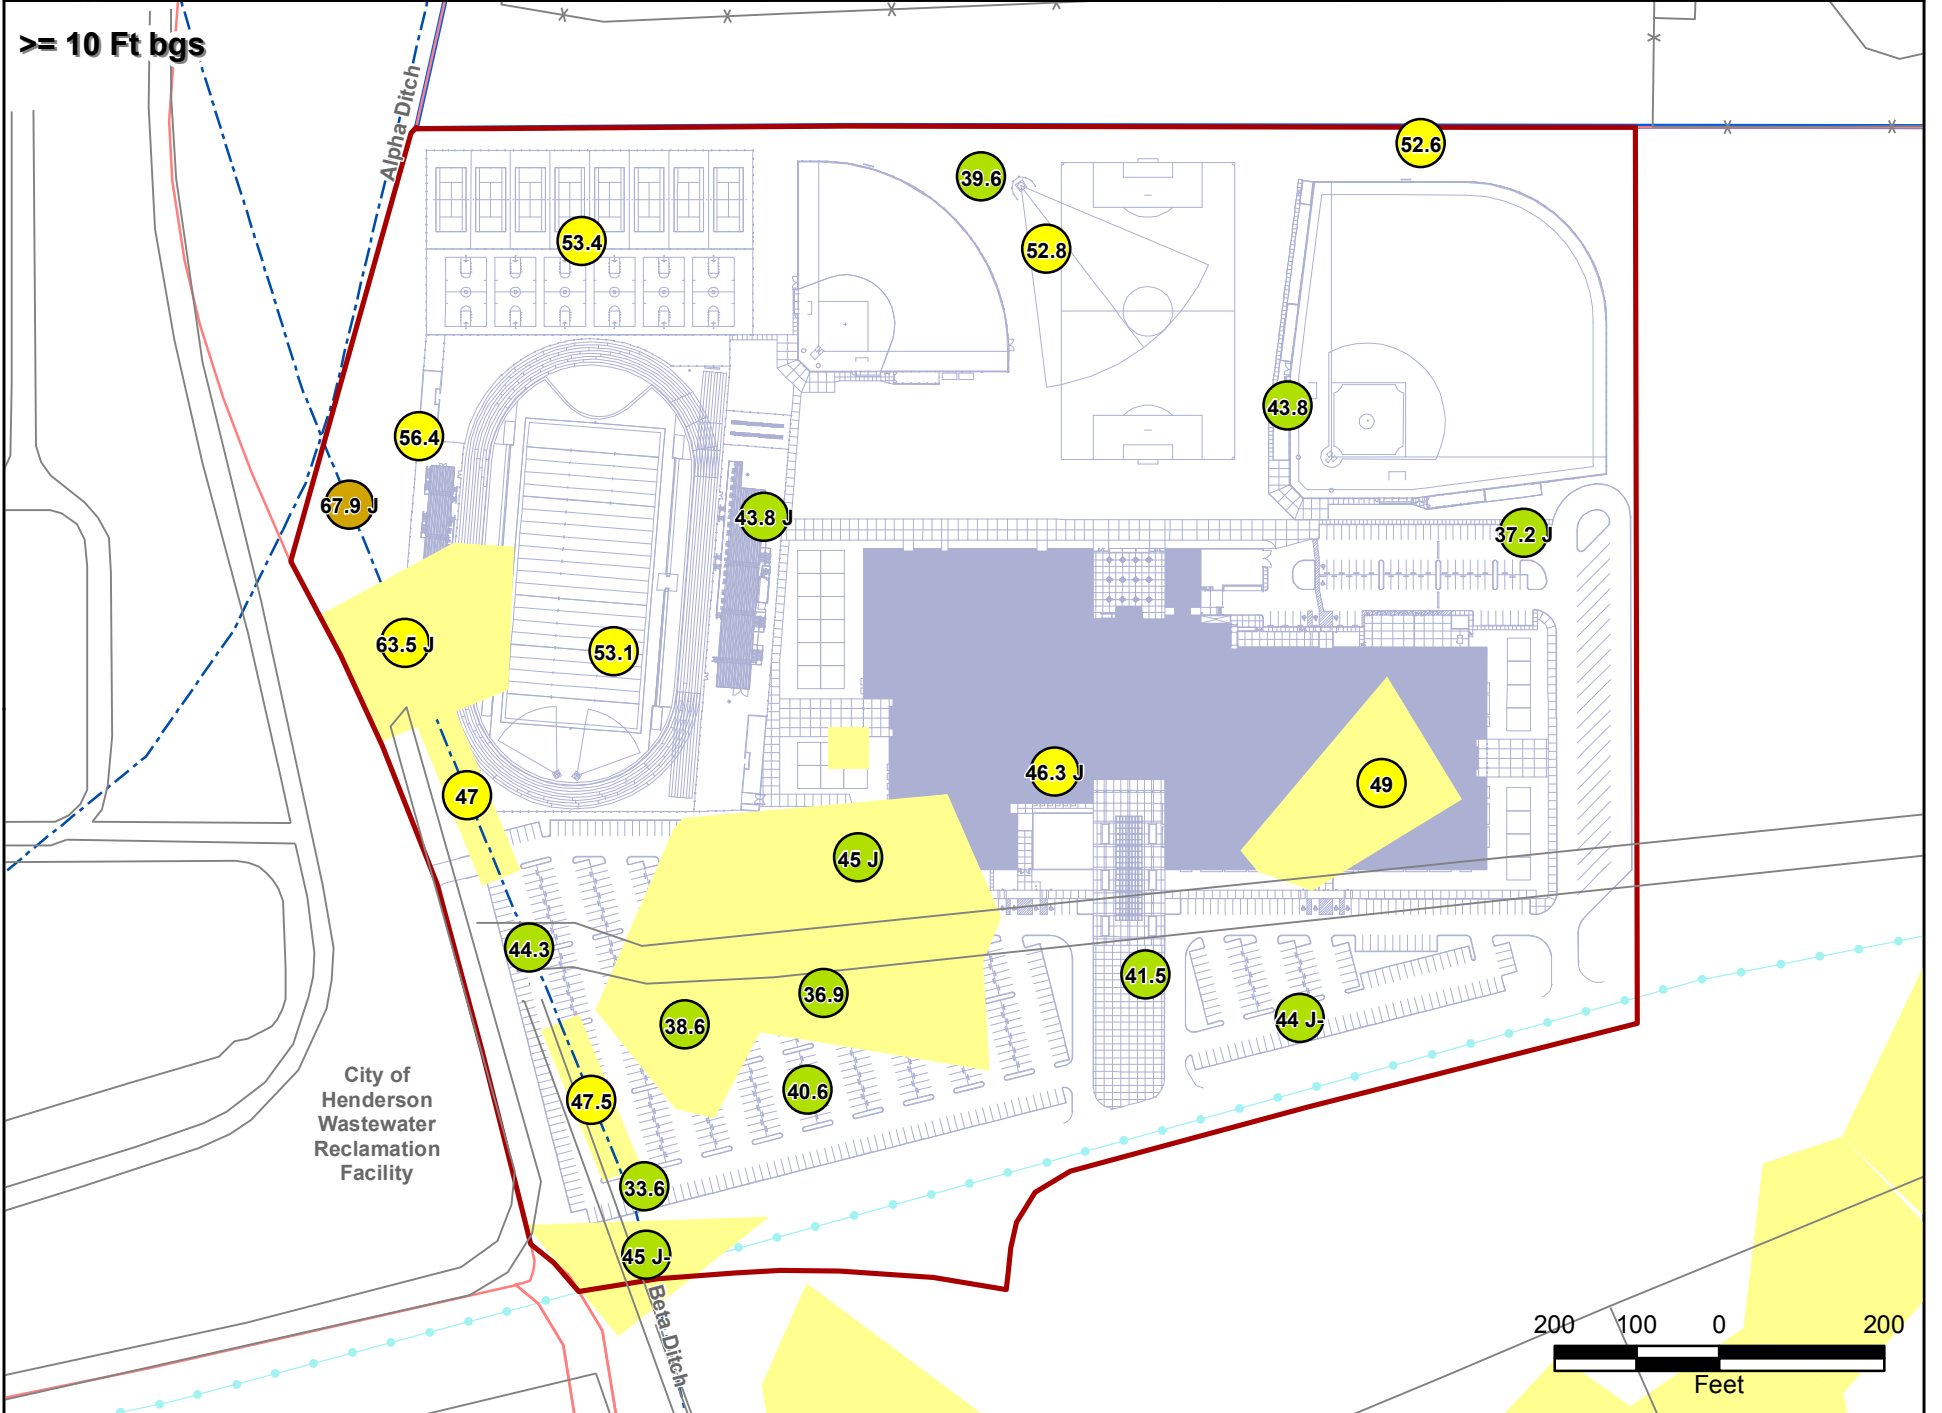 >= 10 Ft bgs
Alpha Ditch
52.6
39.6
53.4
52.8
43.8
56.4
67.9 J
43.8 J
37.2 J
63.5 J
53.1
46.3 J
49
47
45 J
44.3
41.5
36.9
38.6
44 J-
City of
Henderson
Wastewater
Reclamation
Facility
47.5
40.6
33.6
45 J-
Beta Ditch
200 100 0 200
Feet